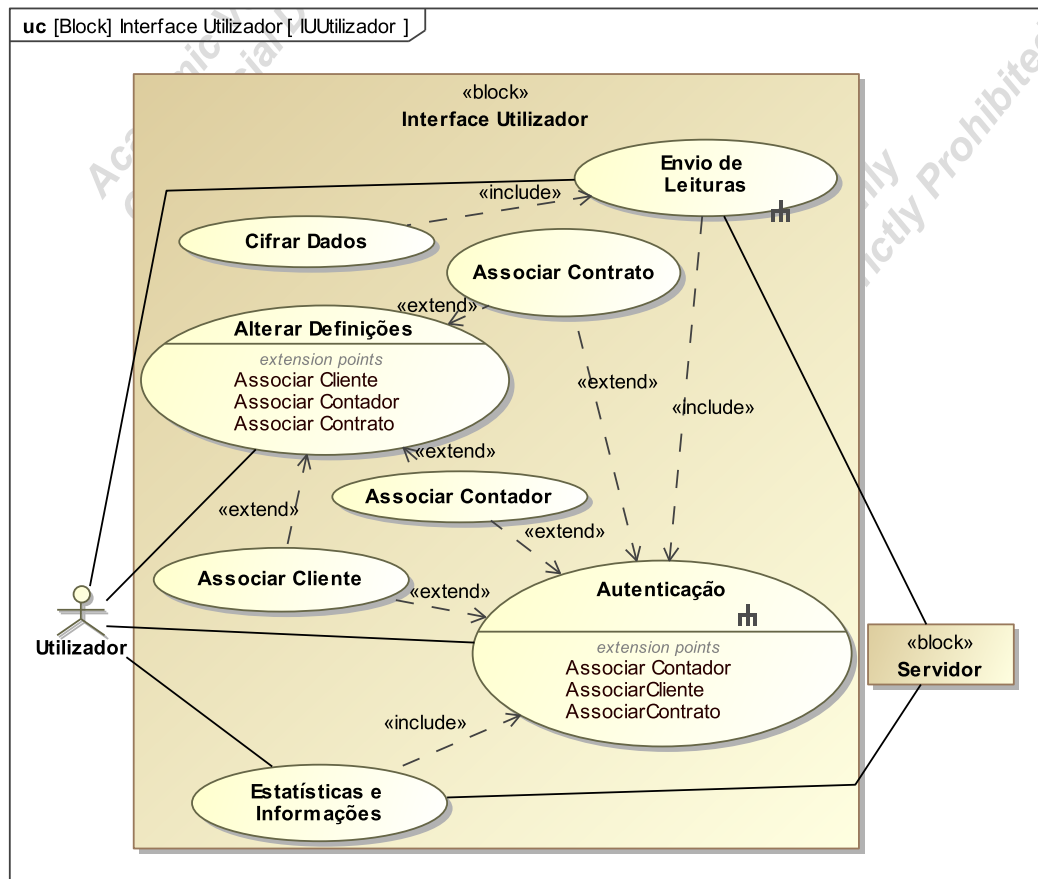 uc [Block] Interface Utilizador [ IUUtilizador ]
«block»
Interface Utilizador
Envio de
Leituras
«include»
Cifrar Dados
Associar Contrato
«extend»
Alterar Definições
extension points
Associar Cliente
Associar Contador
Associar Contrato
«extend»
«include»
«extend»
Associar Contador
«extend»
«extend»
Associar Cliente
«extend»
Autenticação
extension points
Associar Contador
AssociarCliente
AssociarContrato
Utilizador
«block»
Servidor
«include»
Estatísticas e
Informações
ctly Prohibited